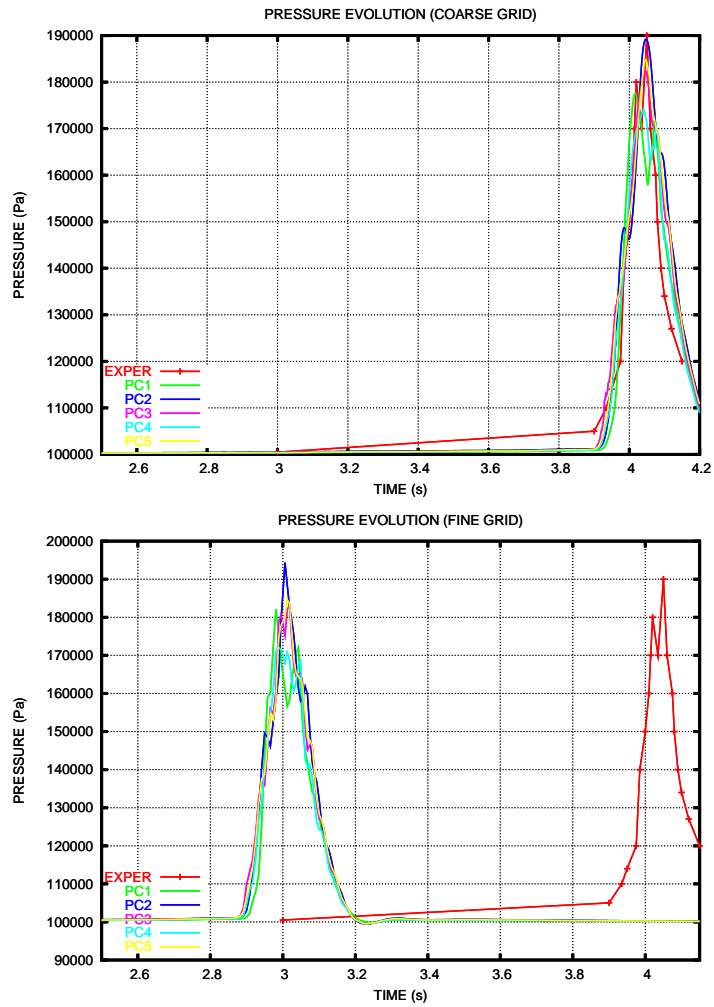 PRESSURE EVOLUTION (COARSE GRID)
190000
180000
170000
160000
150000
140000
130000
120000
110000
100000
PRESSURE (Pa)
EXPER
PC1
PC2
PC3
PC4
PC5
2.6 2.8 3 3.2 3.4 3.6 3.8 4 4.2
TIME (s)
PRESSURE EVOLUTION (FINE GRID)
200000
190000
180000
170000
160000
150000
140000
130000
120000
110000
100000
90000
PRESSURE (Pa)
EXPER
PC1
PC2
PC3
PC4
PC5
2.6 2.8 3 3.2 3.4 3.6 3.8 4
TIME (s)